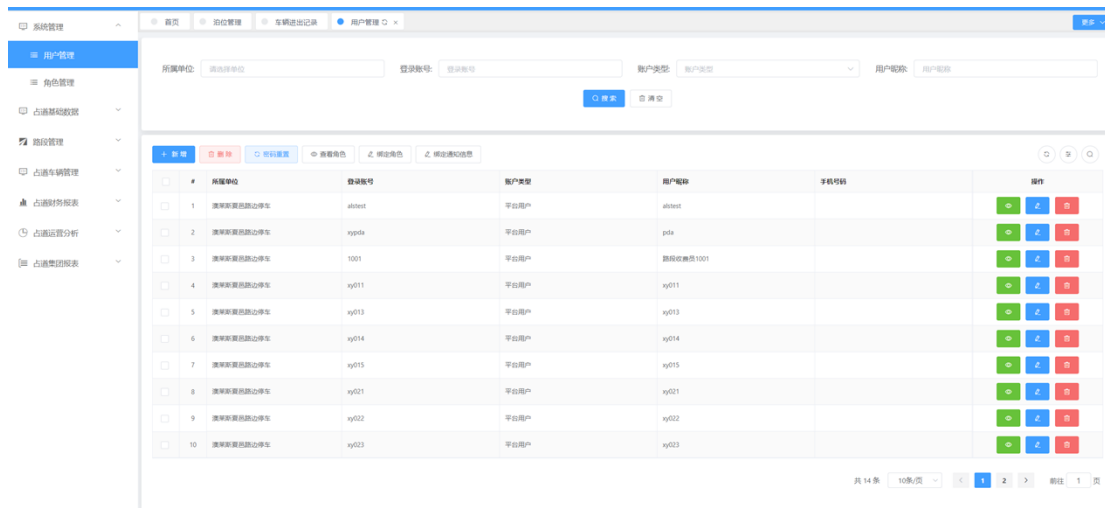 系统管理
用户管理
角色管理
占道基础数据
路段管理
占道车辆管理
占道财务报表
占道运营分析
占道集团报表
首页 泊位管理 车辆进出记录 用户管理 × 更多
所属单位: 请选择单位 登录账号: 登录账号 账户类型: 账户类型 用户昵称: 用户昵称
搜 索 清 空
+ 新 增 删 除 密码重置 查看角色 绑定角色 绑定通知信息
# 所属单位 登录账号 账户类型 用户昵称 手机号码 操作
1 澳莱斯夏邑路边停车 alstest 平台用户 alstest
2 澳莱斯夏邑路边停车 xypda 平台用户 pda
3 澳莱斯夏邑路边停车 1001 平台用户 路段收费员1001
4 澳莱斯夏邑路边停车 xy011 平台用户 xy011
5 澳莱斯夏邑路边停车 xy013 平台用户 xy013
6 澳莱斯夏邑路边停车 xy014 平台用户 xy014
7 澳莱斯夏邑路边停车 xy015 平台用户 xy015
8 澳莱斯夏邑路边停车 xy021 平台用户 xy021
9 澳莱斯夏邑路边停车 xy022 平台用户 xy022
10 澳莱斯夏邑路边停车 xy023 平台用户 xy023
共 14 条 10条/页 < 1 2 > 前往 1 页